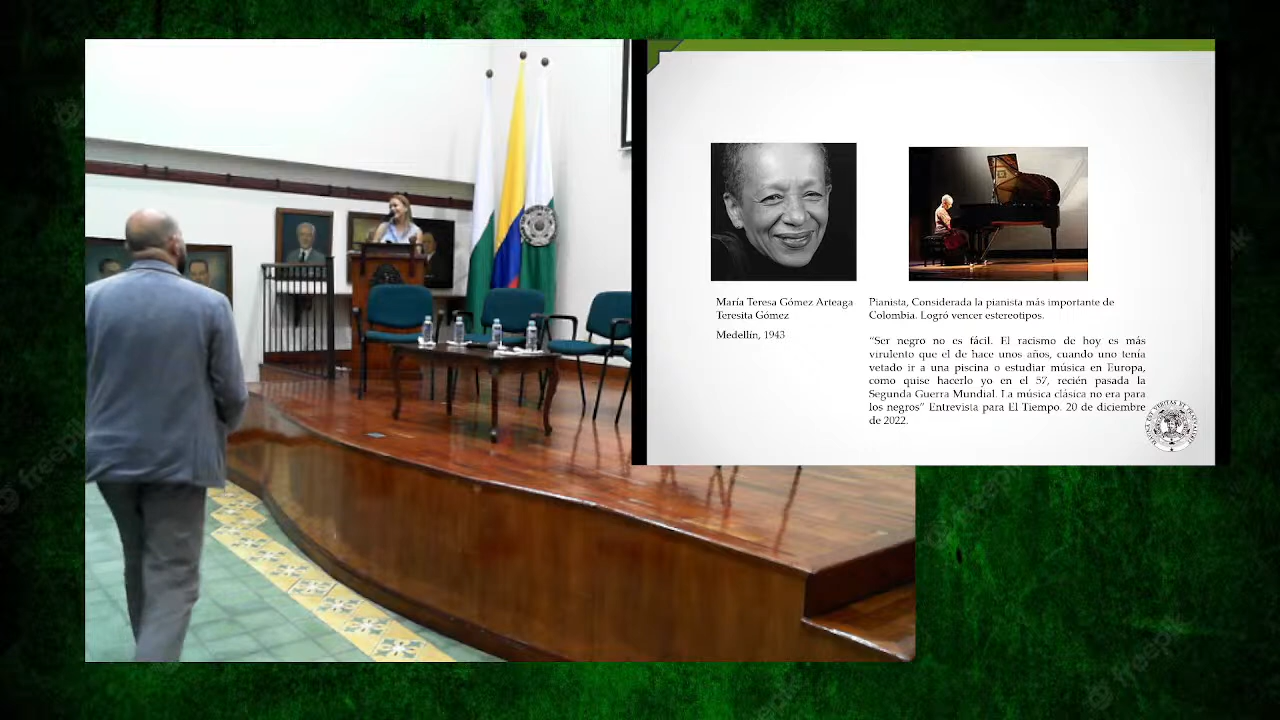 María Teresa Gómez Arteaga
Teresita Gómez
Medellín, 1943
Pianista, Considerada la pianista más importante de
Colombia. Logró vencer estereotipos.
“Ser negro no es fácil. El racismo de hoy es más
virulento que el de hace unos años, cuando uno tenía
vetado ir a una piscina o estudiar música en Europa,
como quise hacerlo yo en el 57, recién pasada la
Segunda Guerra Mundial. La música clásica no era para
los negros” Entrevista para El Tiempo. 20 de diciembre
de 2022.
freepik
freepik